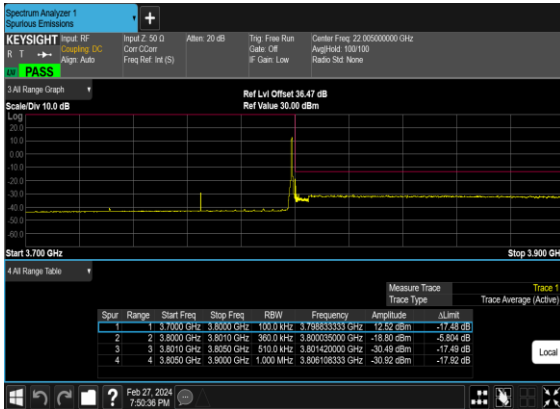 Spectrum Analyzer 1
Spurious Emissions
+
KEYSIGHT Input: RF Input Z: 50 Ω Atten: 20 dB Trig: Free Run Center Freq: 22.005000000 GHz
R T Coupling: DC Corr CCorr Gate: Off Avg|Hold: 100/100
Align: Auto Freq Ref: Int (S) IF Gain: Low Radio Std: None
LXI PASS
3 All Range Graph
Ref Lvl Offset 36.47 dB
Scale/Div 10.0 dB Ref Value 30.00 dBm
Log
20.0
10.0
0.00
-10.0
-20.0
-30.0
-40.0
-50.0
-60.0
Start 3.700 GHz Stop 3.900 GH
4 All Range Table
Measure Trace Trace 1
Trace Type Trace Average (Active)
Spur Range Start Freq Stop Freq RBW Frequency Amplitude ΔLimit
1 1 3.7000 GHz 3.8000 GHz 100.0 kHz 3.798833333 GHz 12.52 dBm -17.48 dB
2 2 3.8000 GHz 3.8010 GHz 360.0 kHz 3.800035000 GHz -18.80 dBm -5.804 dB
3 3 3.8010 GHz 3.8050 GHz 510.0 kHz 3.801420000 GHz -30.49 dBm -17.49 dB
4 4 3.8050 GHz 3.9000 GHz 1.000 MHz 3.806108333 GHz -30.92 dBm -17.92 dB
Local
? Feb 27, 2024
7:50:36 PM